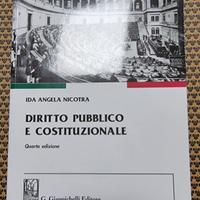 IDA ANGELA NICOTRA
DIRITTO PUBBLICO
E COSTITUZIONALE
Quarta edizione
G. Giappichelli Editore